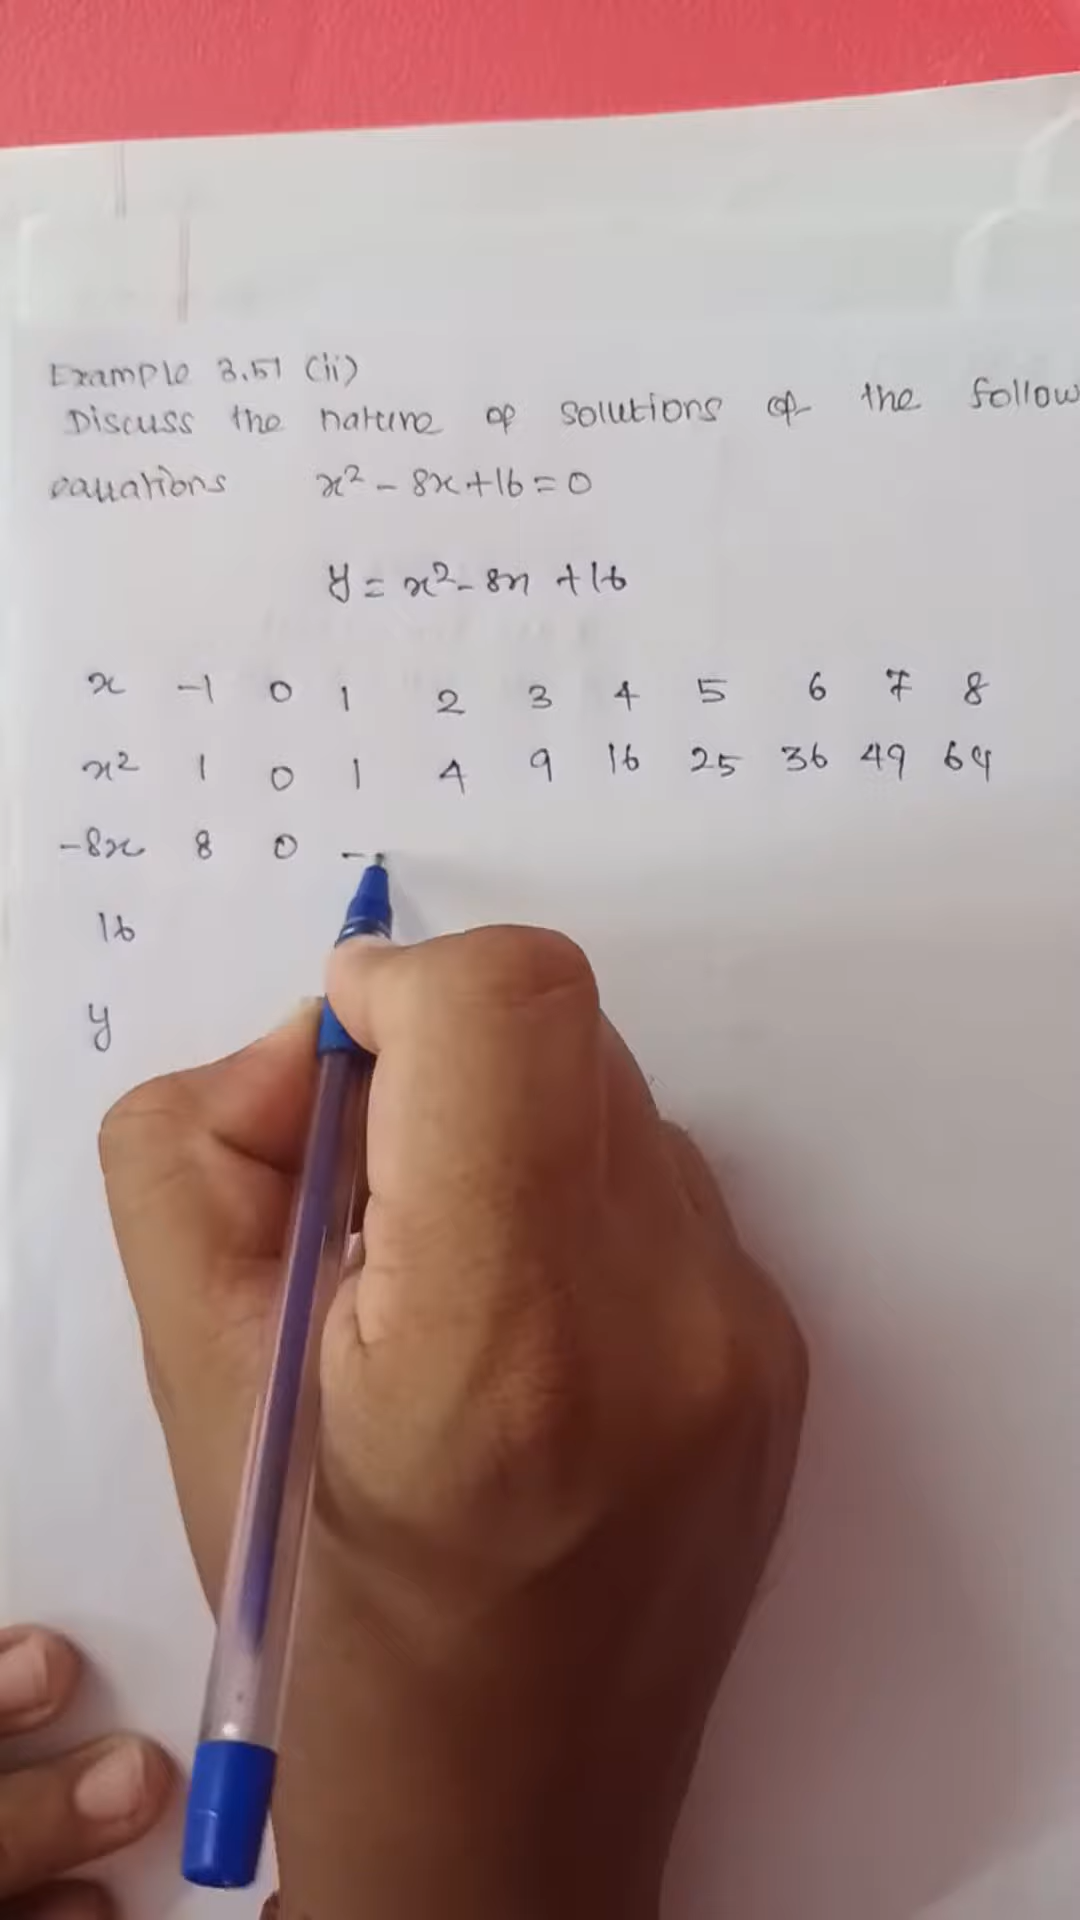 Example 3.51 (ii)
Discuss the nature of solutions of the follow
equations x² - 8x + 16 = 0
y = x² - 8x + 16
x -1 0 1 2 3 4 5 6 7 8
x² 1 0 1 4 9 16 25 36 49 64
-8x 8 0 -
16
y